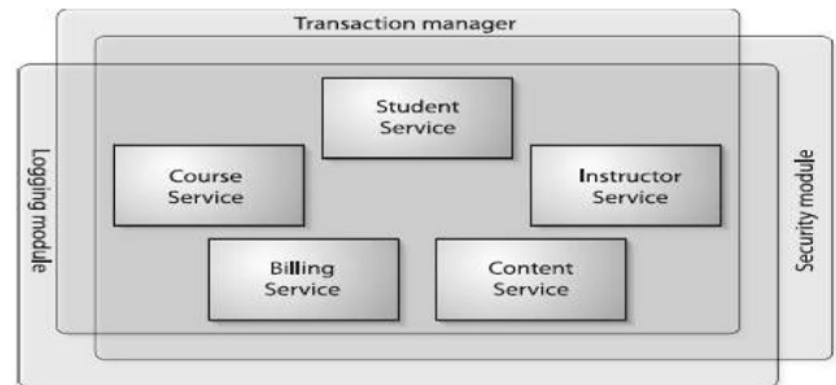 Transaction manager
Student
Service
Course
Service
Instructor
Service
Billing
Service
Content
Service
Logging module
Security module